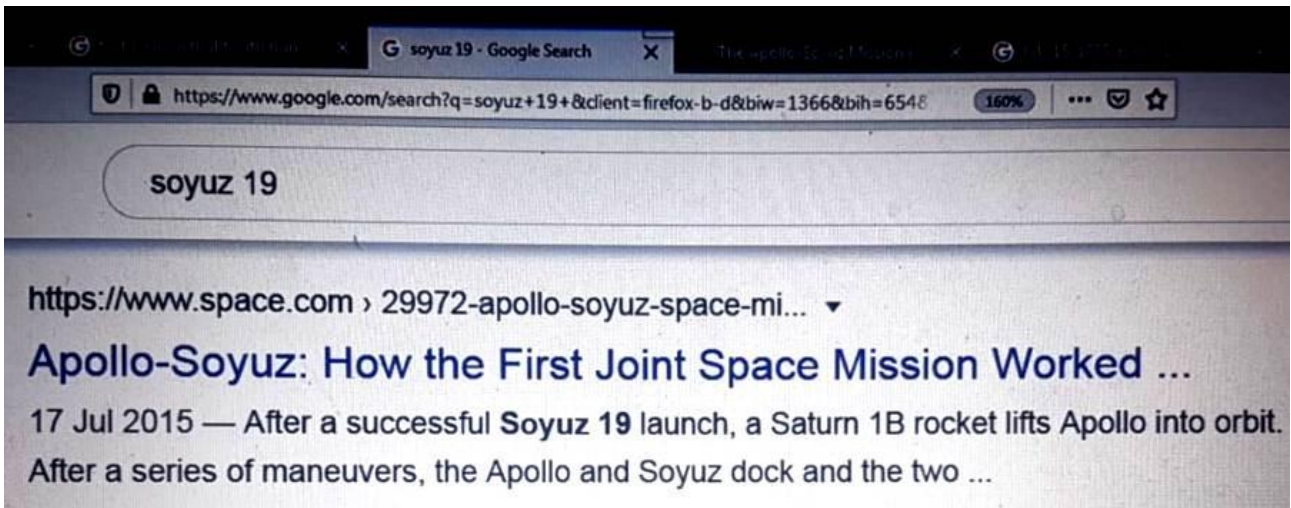 soyuz 19 - Google Search
https://www.google.com/search?q=soyuz+19+&client=firefox-b-d&biw=1366&bih=6548 160%
soyuz 19
https://www.space.com › 29972-apollo-soyuz-space-mi...
Apollo-Soyuz: How the First Joint Space Mission Worked ...
17 Jul 2015 — After a successful Soyuz 19 launch, a Saturn 1B rocket lifts Apollo into orbit.
After a series of maneuvers, the Apollo and Soyuz dock and the two ...